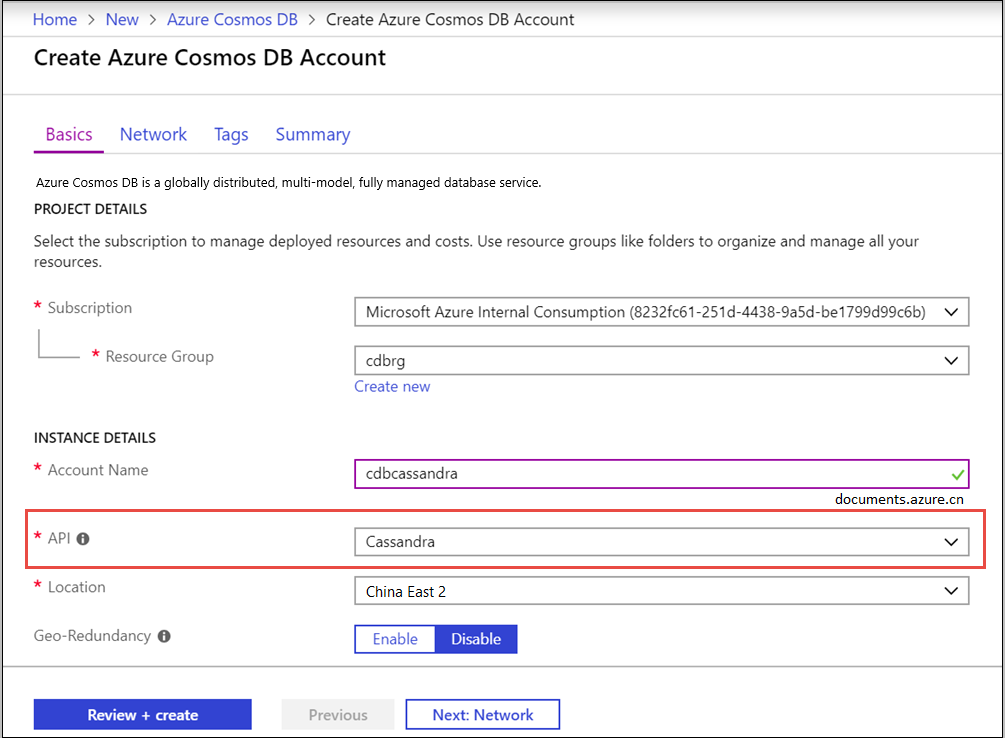 Home > New > Azure Cosmos DB > Create Azure Cosmos DB Account
Create Azure Cosmos DB Account
Basics Network Tags Summary
Azure Cosmos DB is a globally distributed, multi-model, fully managed database service.
PROJECT DETAILS
Select the subscription to manage deployed resources and costs. Use resource groups like folders to organize and manage all your
resources.
* Subscription Microsoft Azure Internal Consumption (8232fc61-251d-4438-9a5d-be1799d99c6b)
* Resource Group cdbrg
Create new
INSTANCE DETAILS
* Account Name cdbcassandra
documents.azure.cn
* API Cassandra
* Location China East 2
Geo-Redundancy Enable Disable
Review + create Previous Next: Network